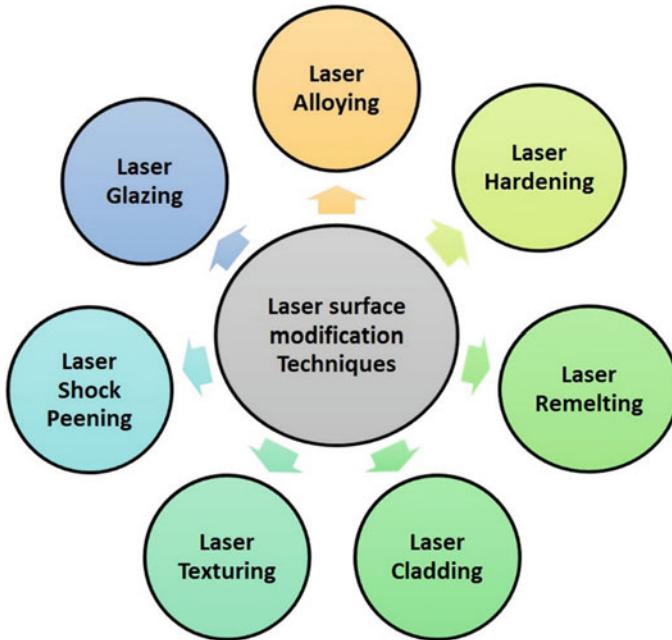 Laser
Alloying
Laser
Hardening
Laser
Remelting
Laser
Cladding
Laser
Texturing
Laser
Shock
Peening
Laser
Glazing
Laser surface
modification
Techniques